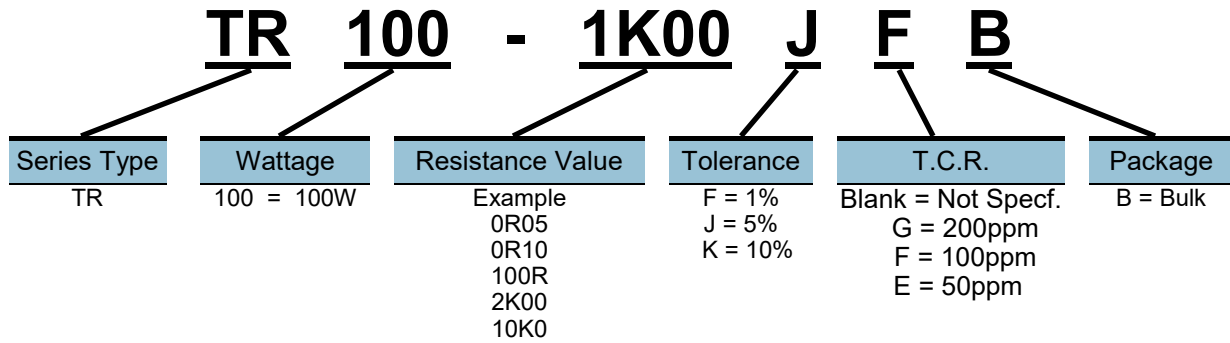 TR 100 - 1K00 J F B
Series Type
TR
Wattage
100 = 100W
Resistance Value
Example
0R05
0R10
100R
2K00
10K0
Tolerance
F = 1%
J = 5%
K = 10%
T.C.R.
Blank = Not Specf.
G = 200ppm
F = 100ppm
E = 50ppm
Package
B = Bulk